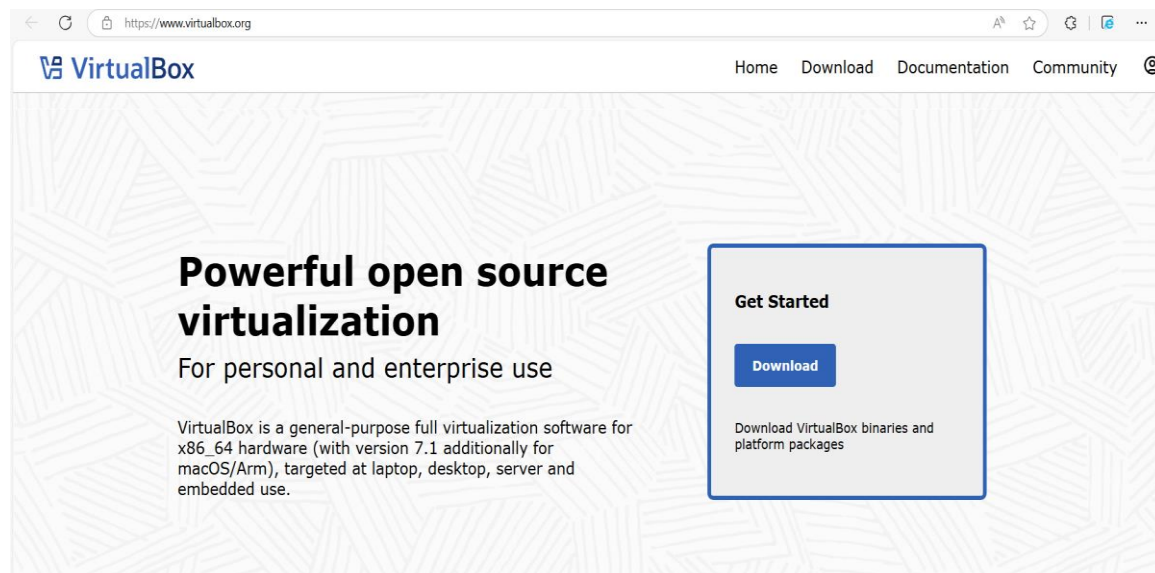 https://www.virtualbox.org
VirtualBox
Home Download Documentation Community
Powerful open source
virtualization
For personal and enterprise use
VirtualBox is a general-purpose full virtualization software for
x86_64 hardware (with version 7.1 additionally for
macOS/Arm), targeted at laptop, desktop, server and
embedded use.
Get Started
Download
Download VirtualBox binaries and
platform packages